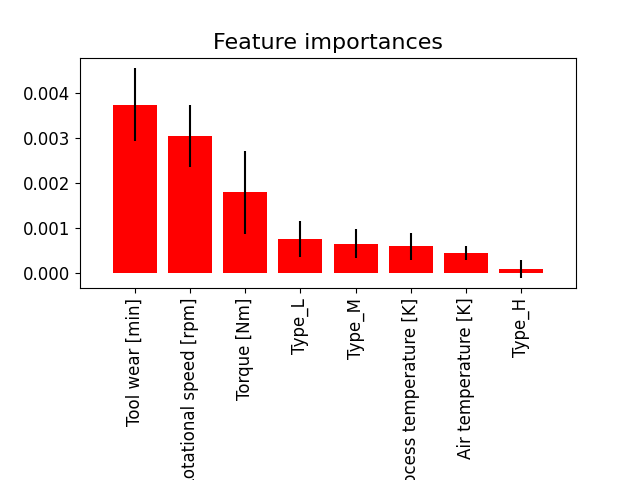 Feature importances
0.004
0.003
0.002
0.001
0.000
Tool wear [min]
otational speed [rpm]
Torque [Nm]
Type_L
Type_M
ocess temperature [K]
Air temperature [K]
Type_H